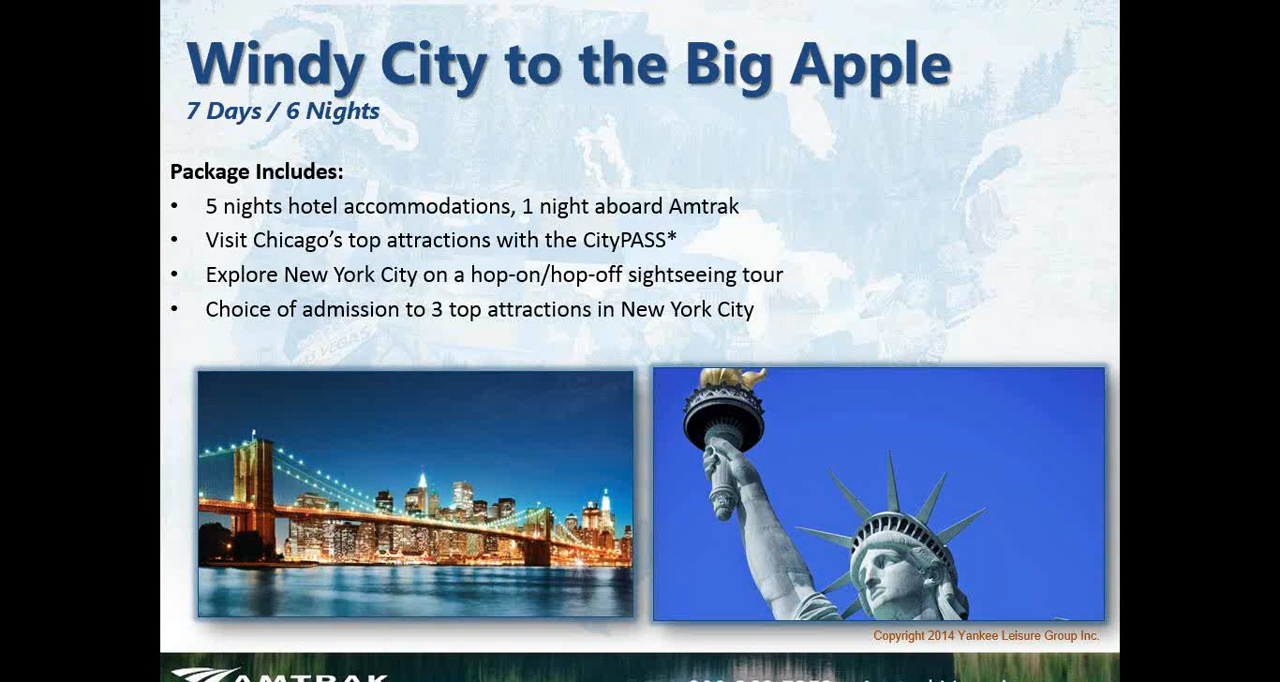 Windy City to the Big Apple
7 Days / 6 Nights
Package Includes:
• 5 nights hotel accommodations, 1 night aboard Amtrak
• Visit Chicago’s top attractions with the CityPASS*
• Explore New York City on a hop-on/hop-off sightseeing tour
• Choice of admission to 3 top attractions in New York City
Copyright 2014 Yankee Leisure Group Inc.
AMTRAK